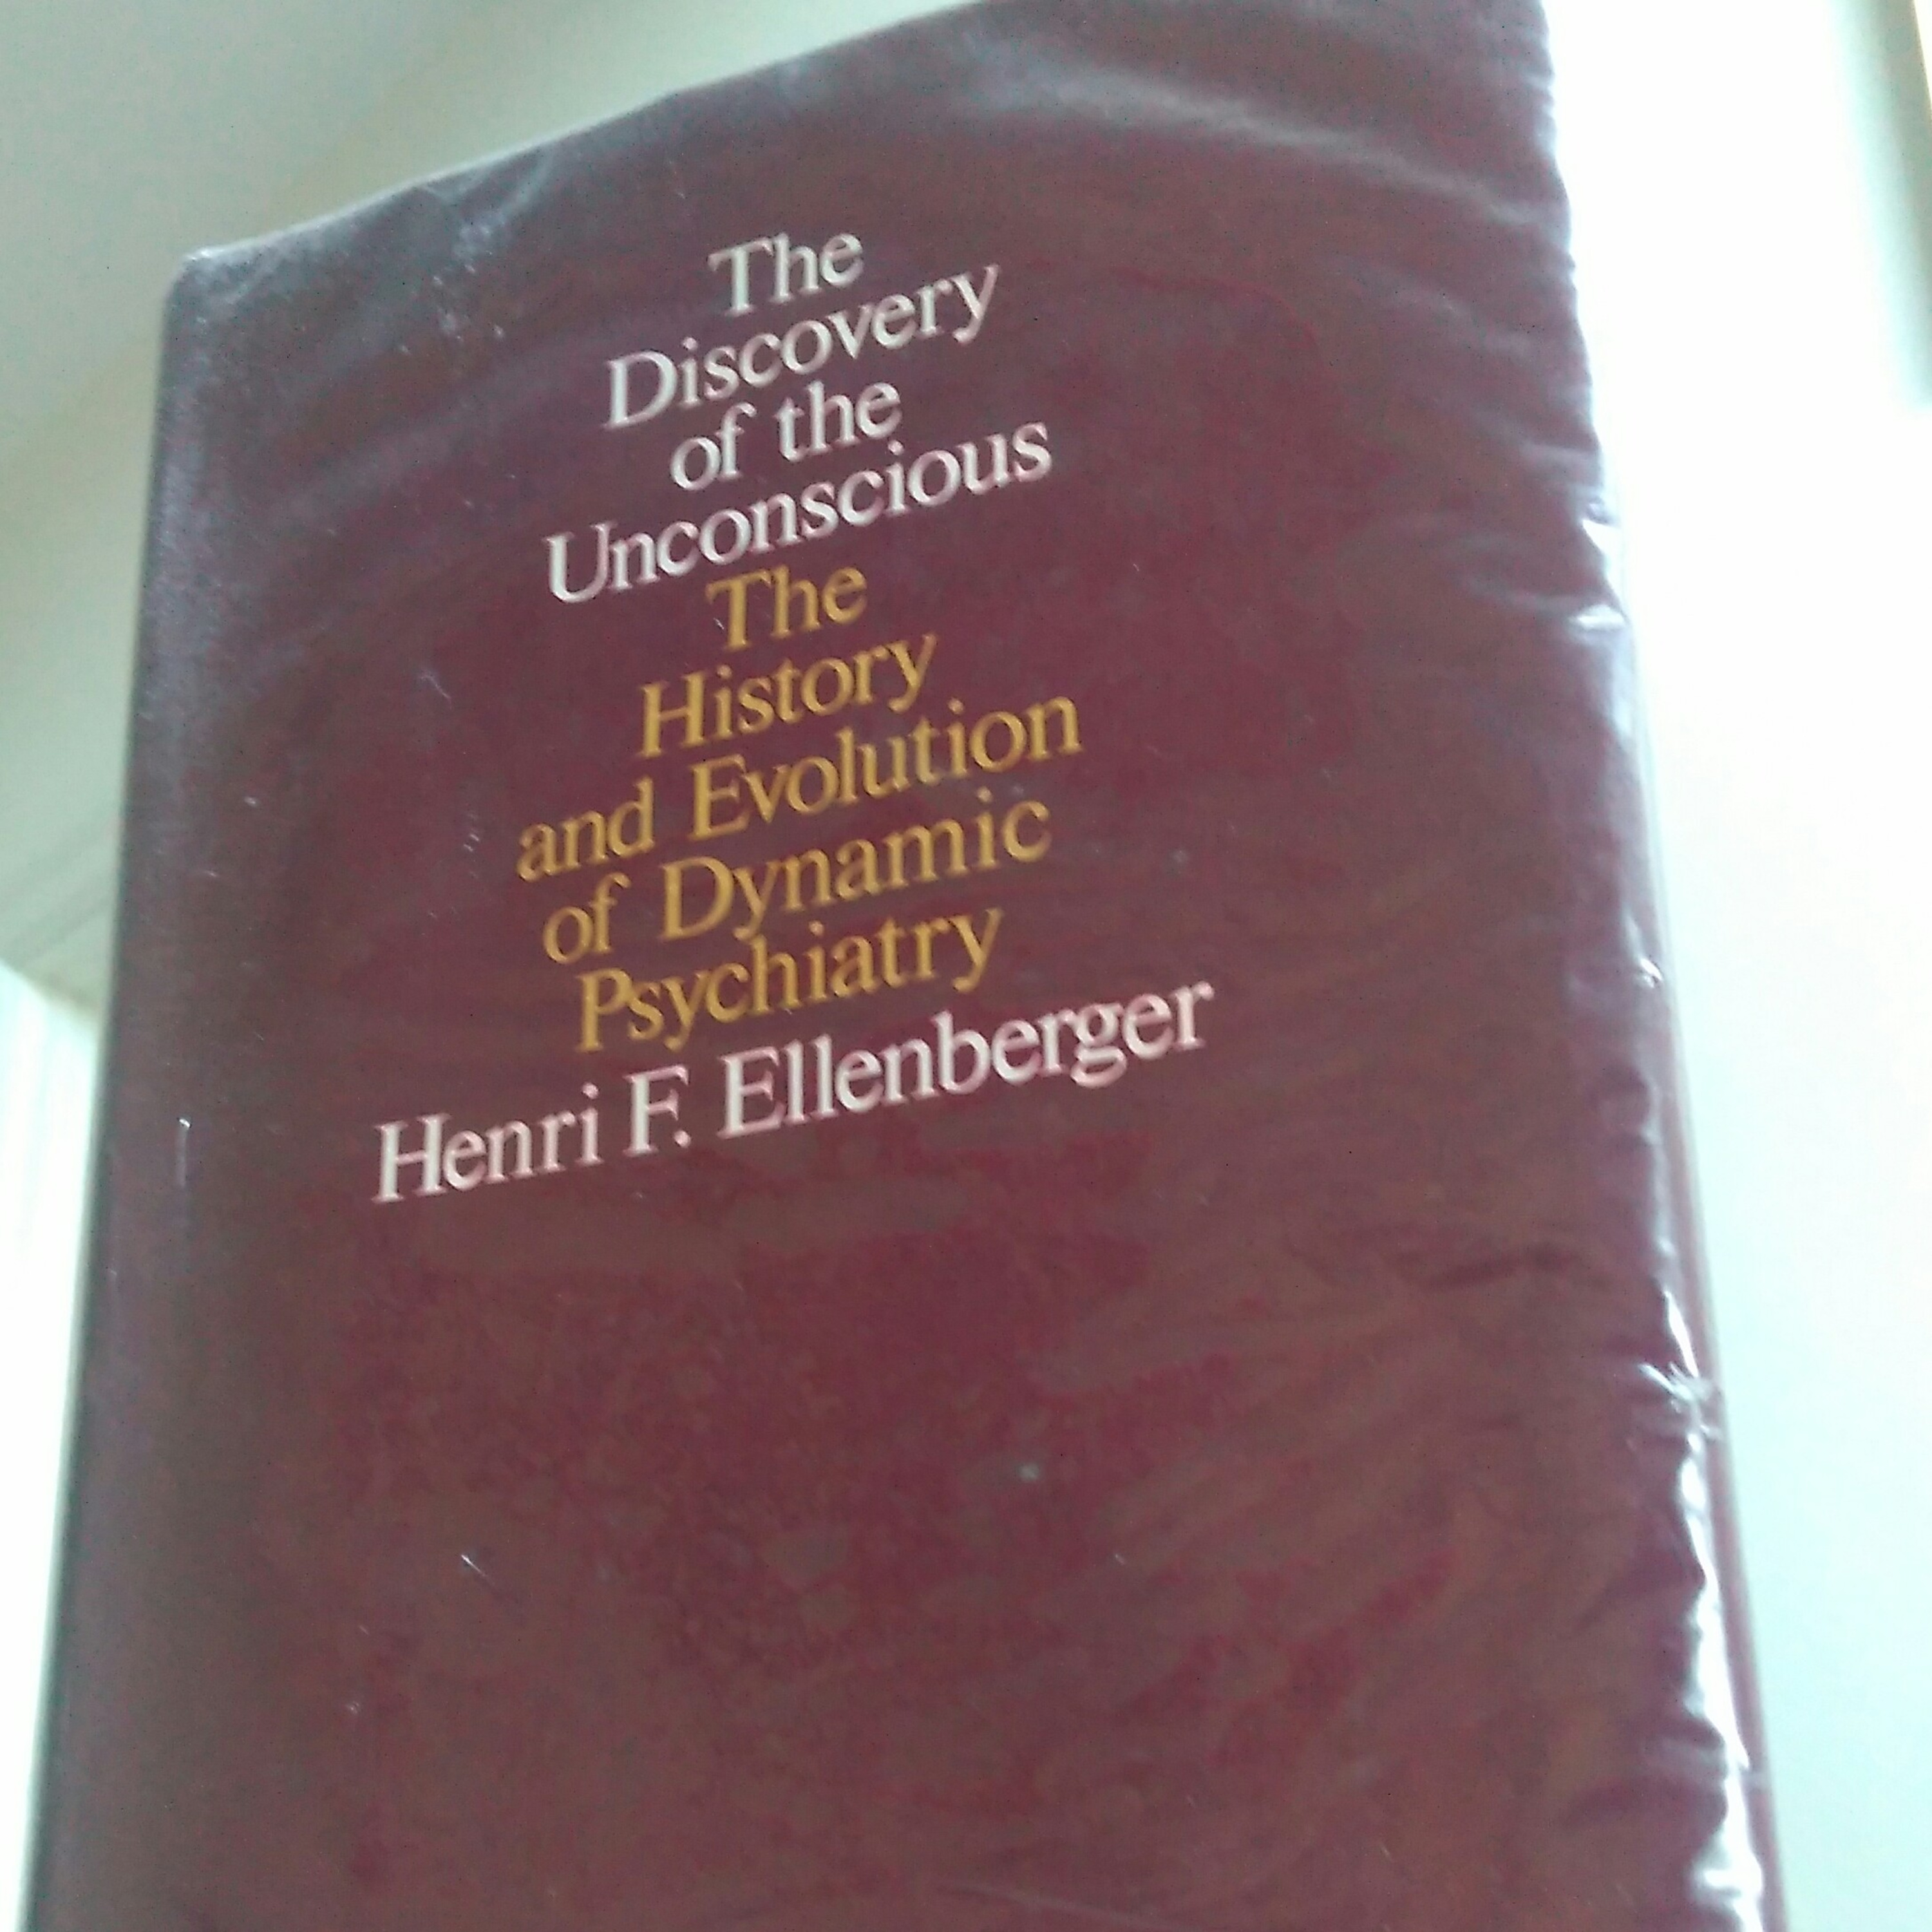 The
Discovery
of the
Unconscious
The
History
and Evolution
of Dynamic
Psychiatry
Henri F. Ellenberger